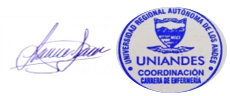 UNIVERSIDAD REGIONAL AUTÓNOMA DE LOS ANDES
UNIANDES
COORDINACIÓN
CARRERA DE ENFERMERÍA